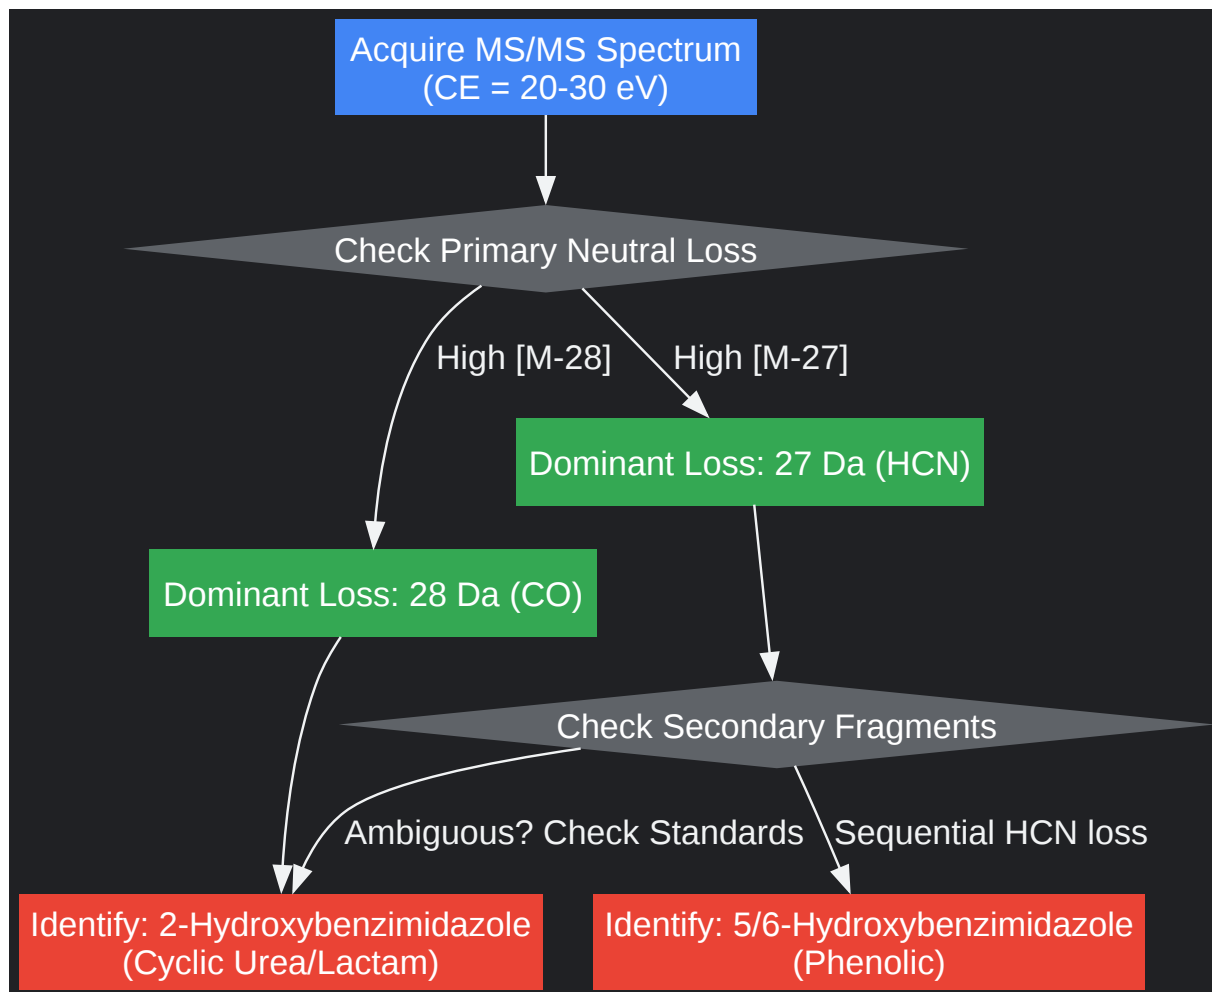 Acquire MS/MS Spectrum
(CE = 20-30 eV)
Check Primary Neutral Loss
High [M-28]
High [M-27]
Dominant Loss: 27 Da (HCN)
Dominant Loss: 28 Da (CO)
Check Secondary Fragments
Ambiguous? Check Standards
Sequential HCN loss
Identify: 2-Hydroxybenzimidazole
(Cyclic Urea/Lactam)
Identify: 5/6-Hydroxybenzimidazole
(Phenolic)